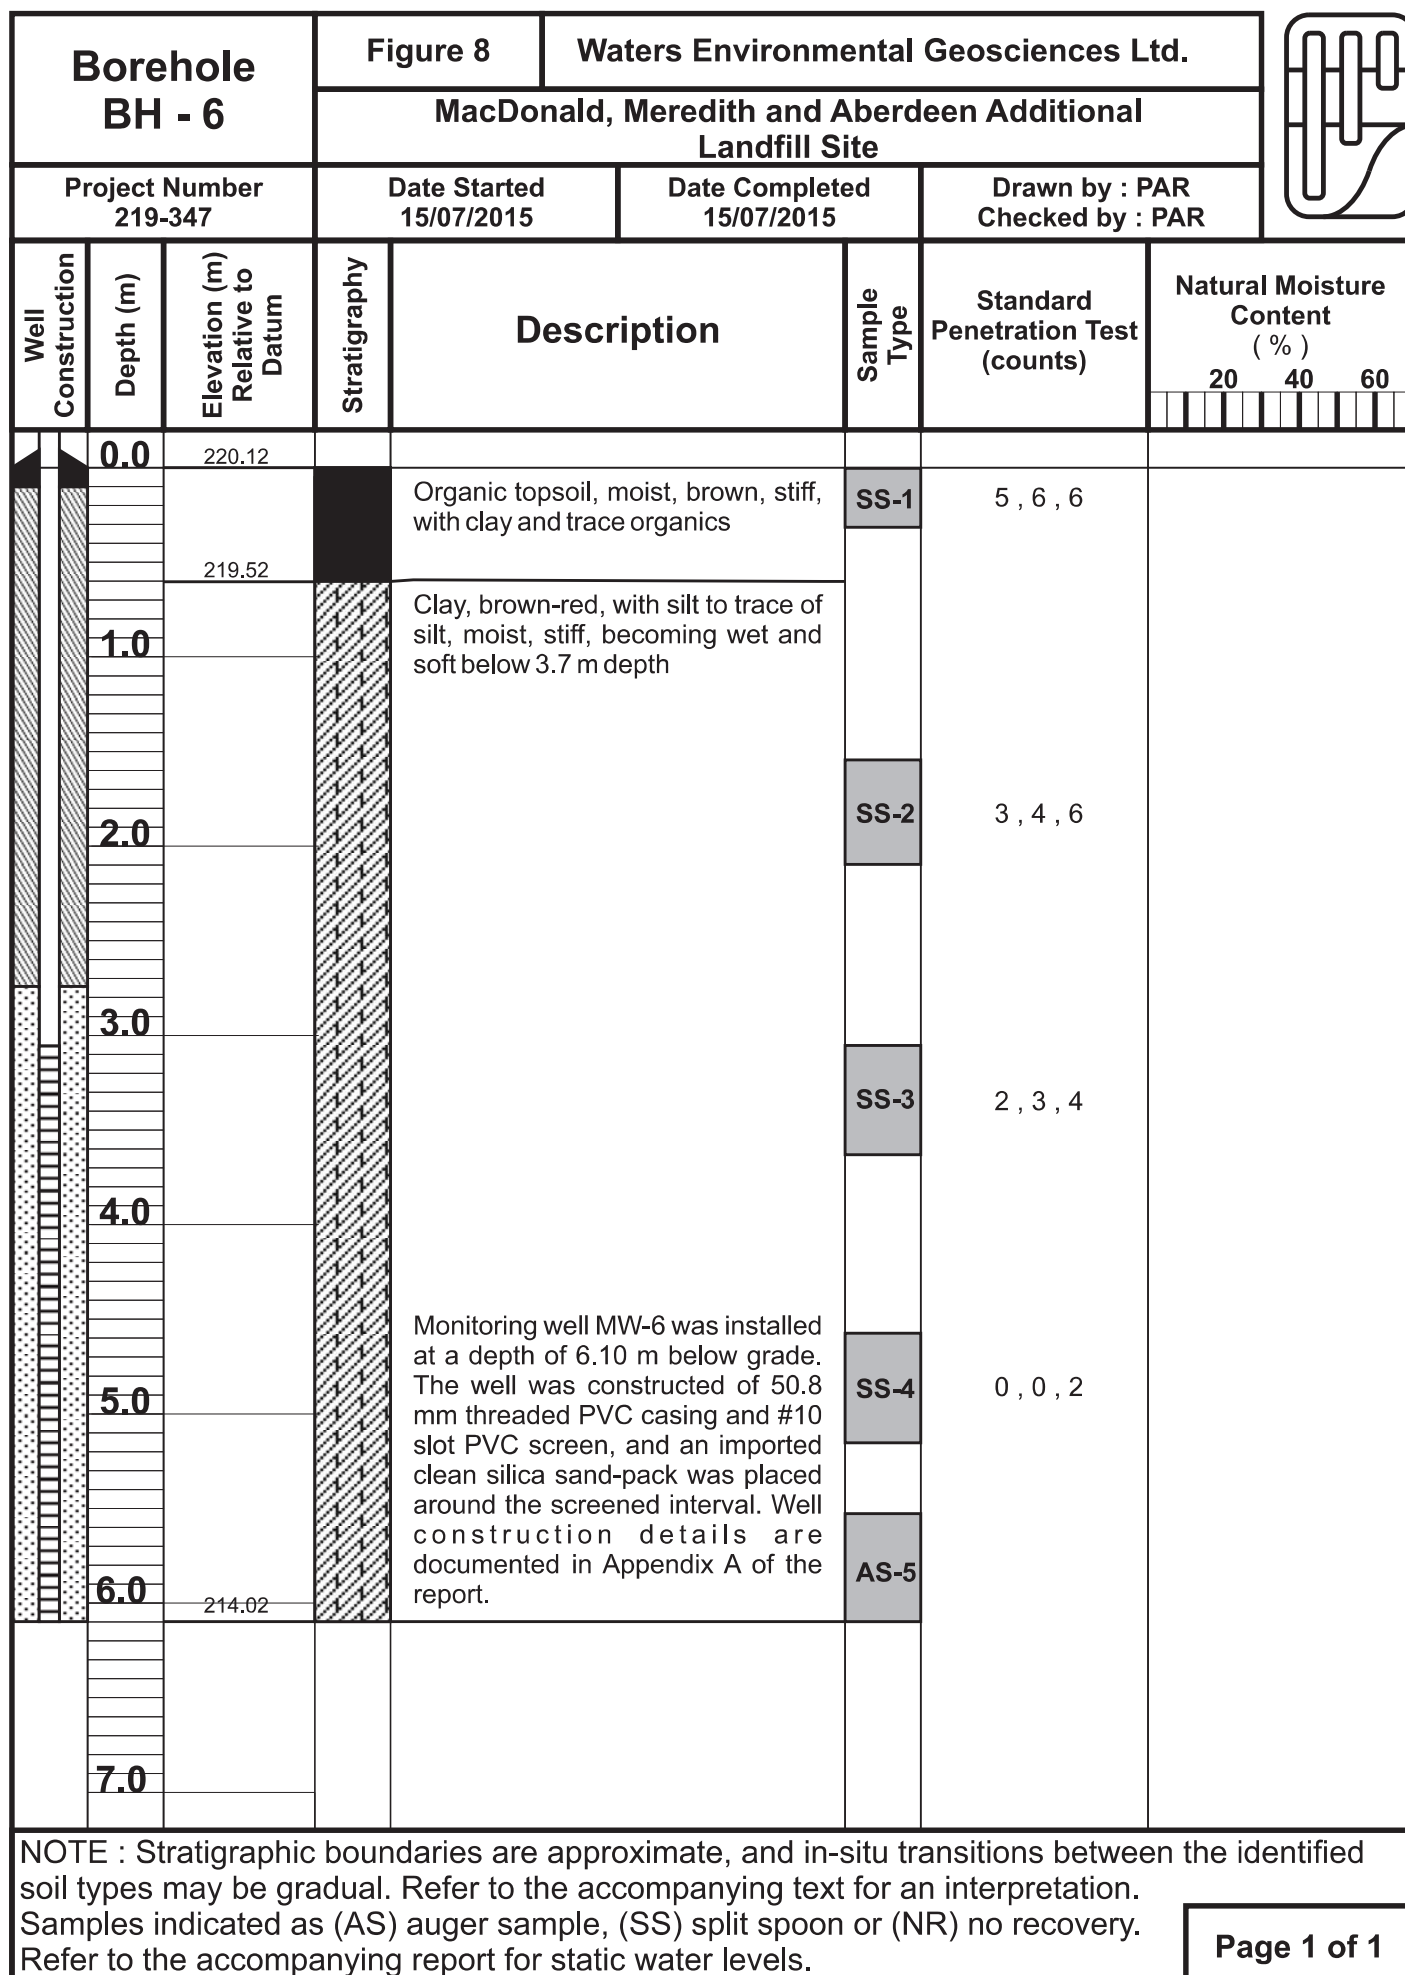 Borehole
BH - 6
Figure 8
Waters Environmental Geosciences Ltd.
MacDonald, Meredith and Aberdeen Additional
Landfill Site
Project Number
219-347
Date Started
15/07/2015
Date Completed
15/07/2015
Drawn by : PAR
Checked by : PAR
Well
Construction
Depth (m)
Elevation (m)
Relative to
Datum
Stratigraphy
Description
Sample
Type
Standard
Penetration Test
(counts)
Natural Moisture
Content
( % )
20 40 60
0.0
220.12
Organic topsoil, moist, brown, stiff,
with clay and trace organics
SS-1
5 , 6 , 6
219.52
Clay, brown-red, with silt to trace of
silt, moist, stiff, becoming wet and
soft below 3.7 m depth
1.0
SS-2
3 , 4 , 6
2.0
3.0
SS-3
2 , 3 , 4
4.0
Monitoring well MW-6 was installed
at a depth of 6.10 m below grade.
The well was constructed of 50.8
mm threaded PVC casing and #10
slot PVC screen, and an imported
clean silica sand-pack was placed
around the screened interval. Well
construction details are
documented in Appendix A of the
report.
SS-4
0 , 0 , 2
5.0
AS-5
6.0
214.02
7.0
NOTE : Stratigraphic boundaries are approximate, and in-situ transitions between the identified
soil types may be gradual. Refer to the accompanying text for an interpretation.
Samples indicated as (AS) auger sample, (SS) split spoon or (NR) no recovery.
Refer to the accompanying report for static water levels.
Page 1 of 1